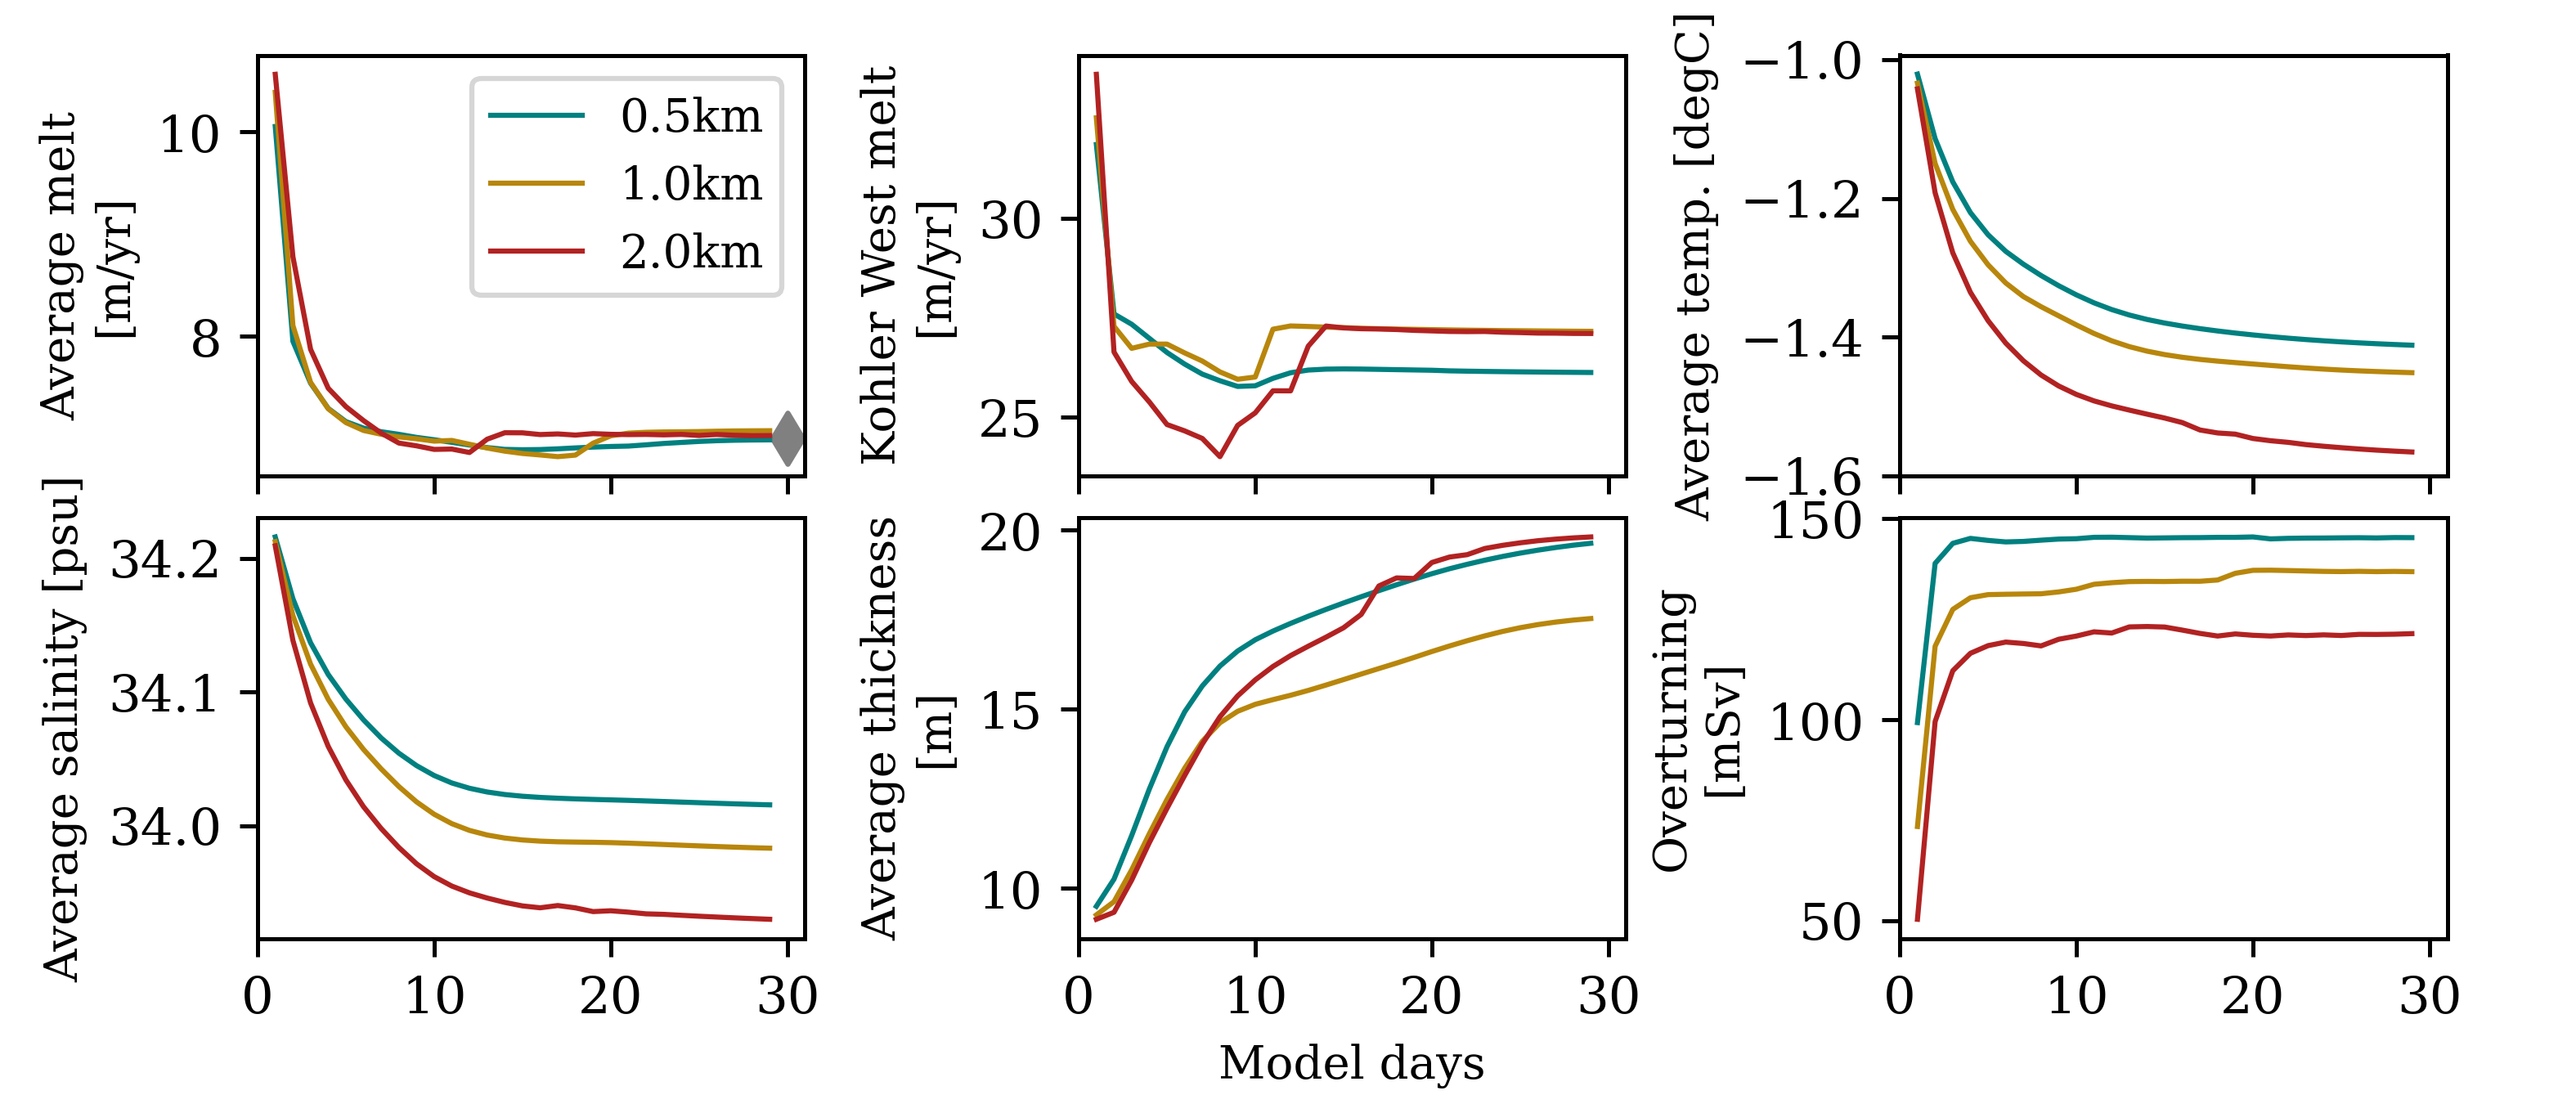 Average melt
[m/yr]
10
8
0.5km
1.0km
2.0km
Kohler West melt
[m/yr]
30
25
Average temp. [degC]
−1.0
−1.2
−1.4
−1.6
Average salinity [psu]
34.2
34.1
34.0
0
10
20
30
Average thickness
[m]
20
15
10
0
10
20
30
Overturning
[mSv]
150
100
50
0
10
20
30
Model days